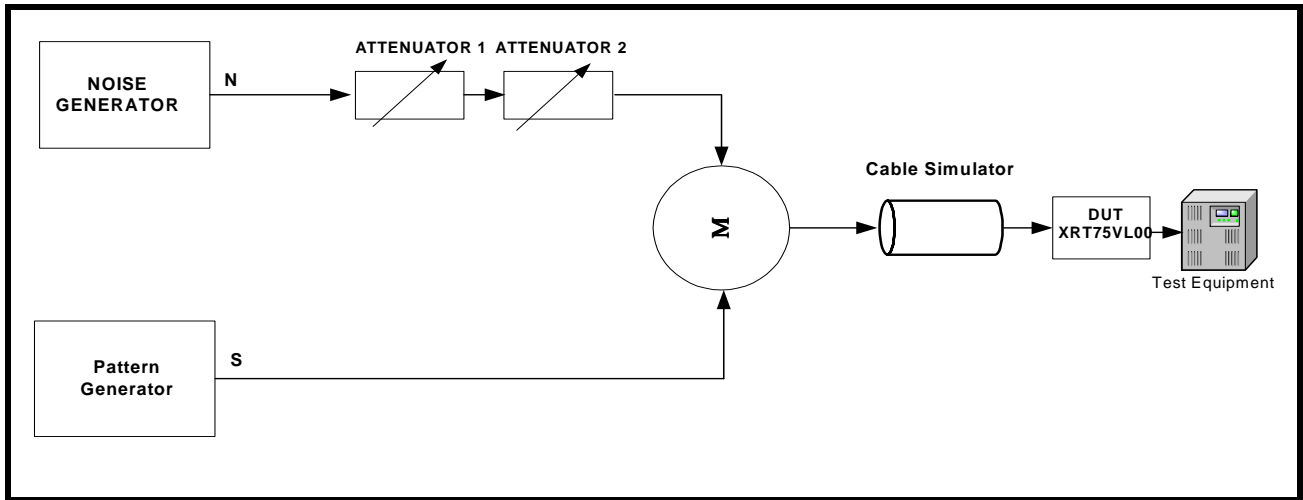 ATTENUATOR 1 ATTENUATOR 2
NOISE
GENERATOR
N
Cable Simulator
M
DUT
XRT75VL00
Test Equipment
Pattern
Generator
S